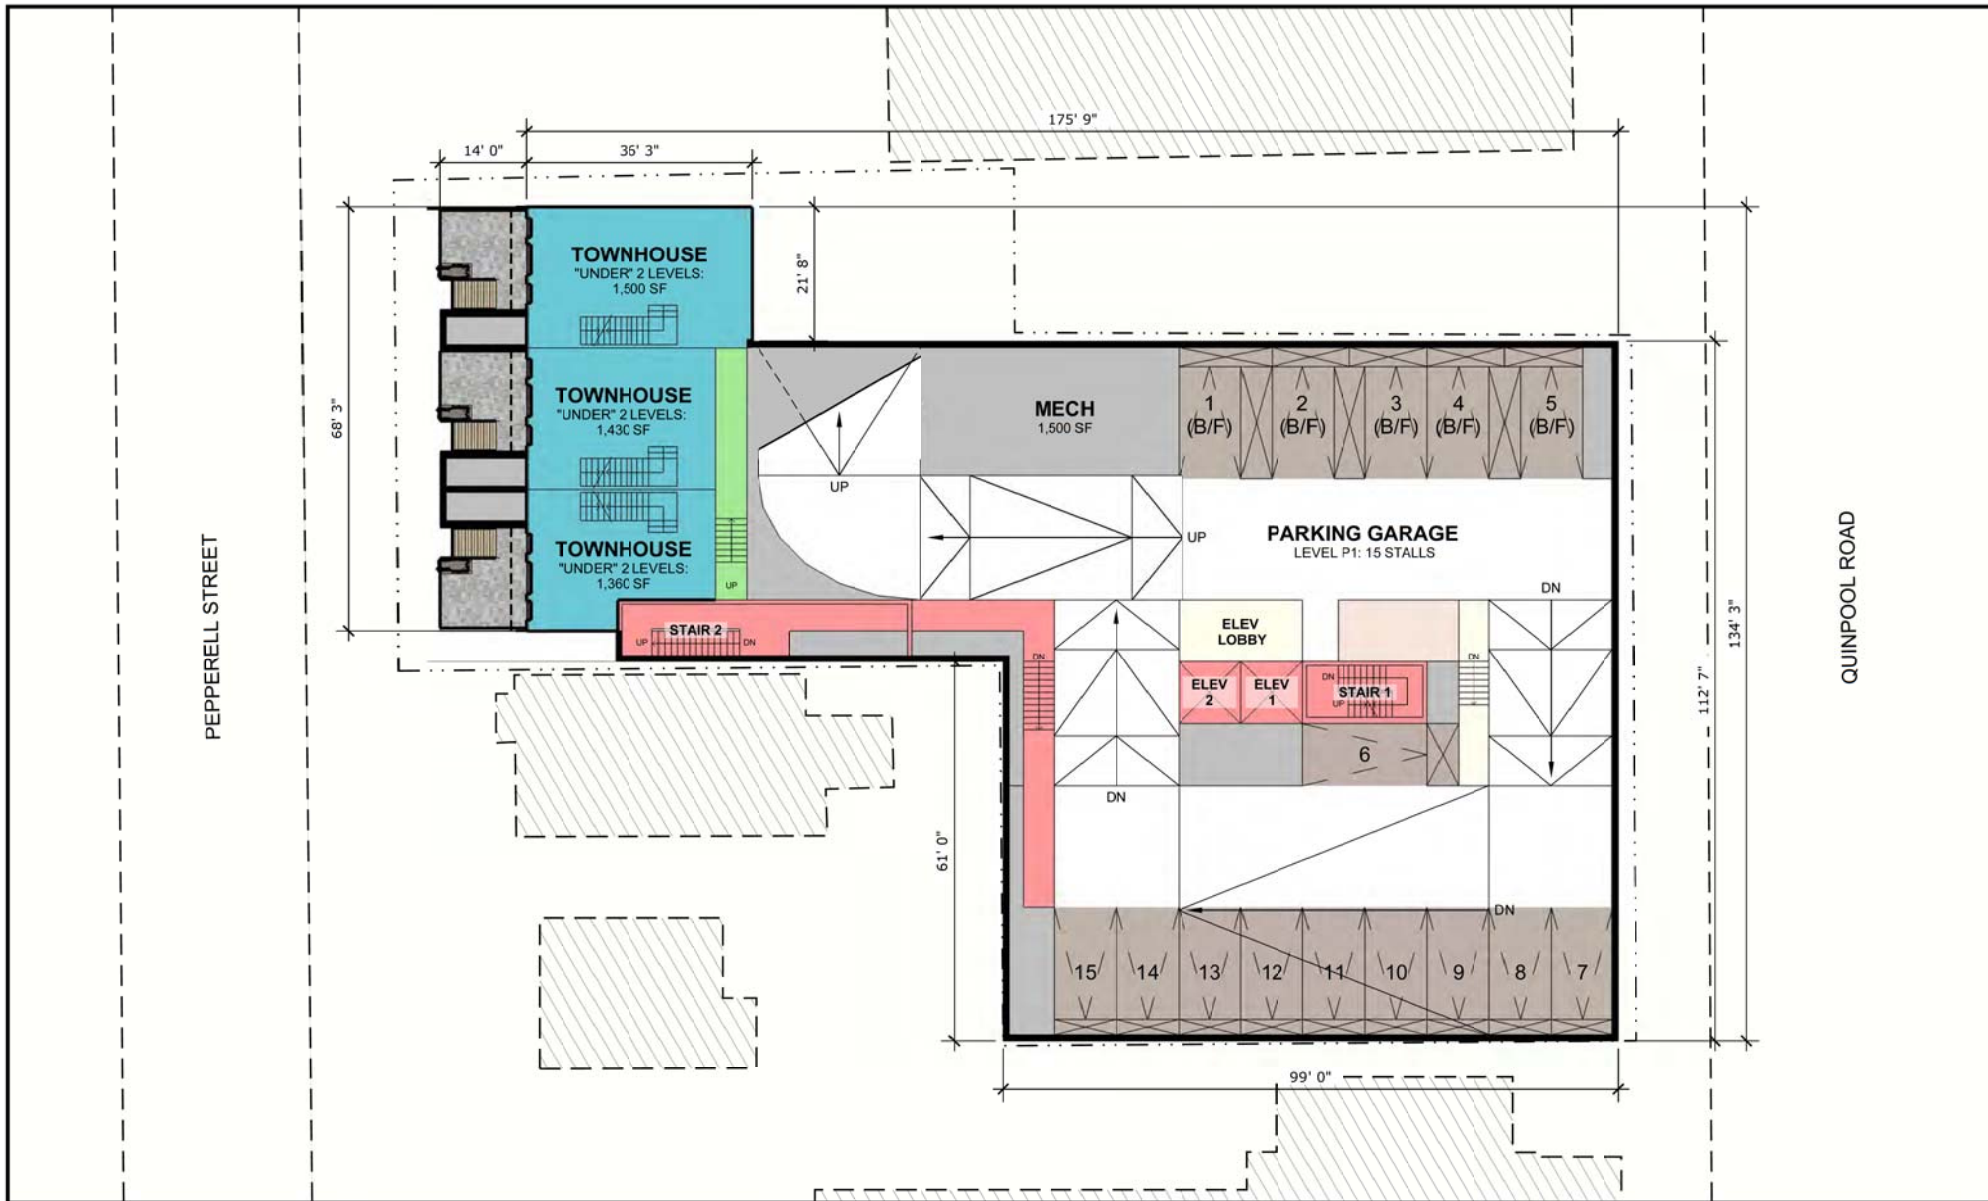 175' 9"
14' 0"
36' 3"
TOWNHOUSE
"UNDER" 2 LEVELS:
1,500 SF
21' 8"
68' 3"
TOWNHOUSE
"UNDER" 2 LEVELS:
1,430 SF
MECH
1,500 SF
1
(B/F)
2
(B/F)
3
(B/F)
4
(B/F)
5
(B/F)
UP
UP
PARKING GARAGE
LEVEL P1: 15 STALLS
TOWNHOUSE
"UNDER" 2 LEVELS:
1,360 SF
UP
DN
PEPPERELL STREET
QUINPOOL ROAD
134' 3"
112' 7"
STAIR 2
UP
DN
ELEV
LOBBY
DN
DN
ELEV
2
ELEV
1
DN
STAIR 1
UP
6
DN
61' 0"
DN
15
14
13
12
11
10
9
8
7
99' 0"